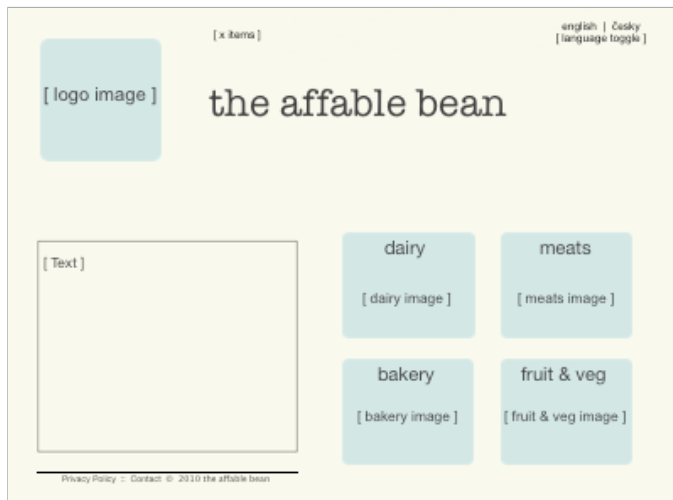 [ x items ]
english | česky
[ language toggle ]
[ logo image ]
the affable bean
[ Text ]
dairy
[ dairy image ]
meats
[ meats image ]
bakery
[ bakery image ]
fruit & veg
[ fruit & veg image ]
Privacy Policy :: Contact © 2010 the affable bean